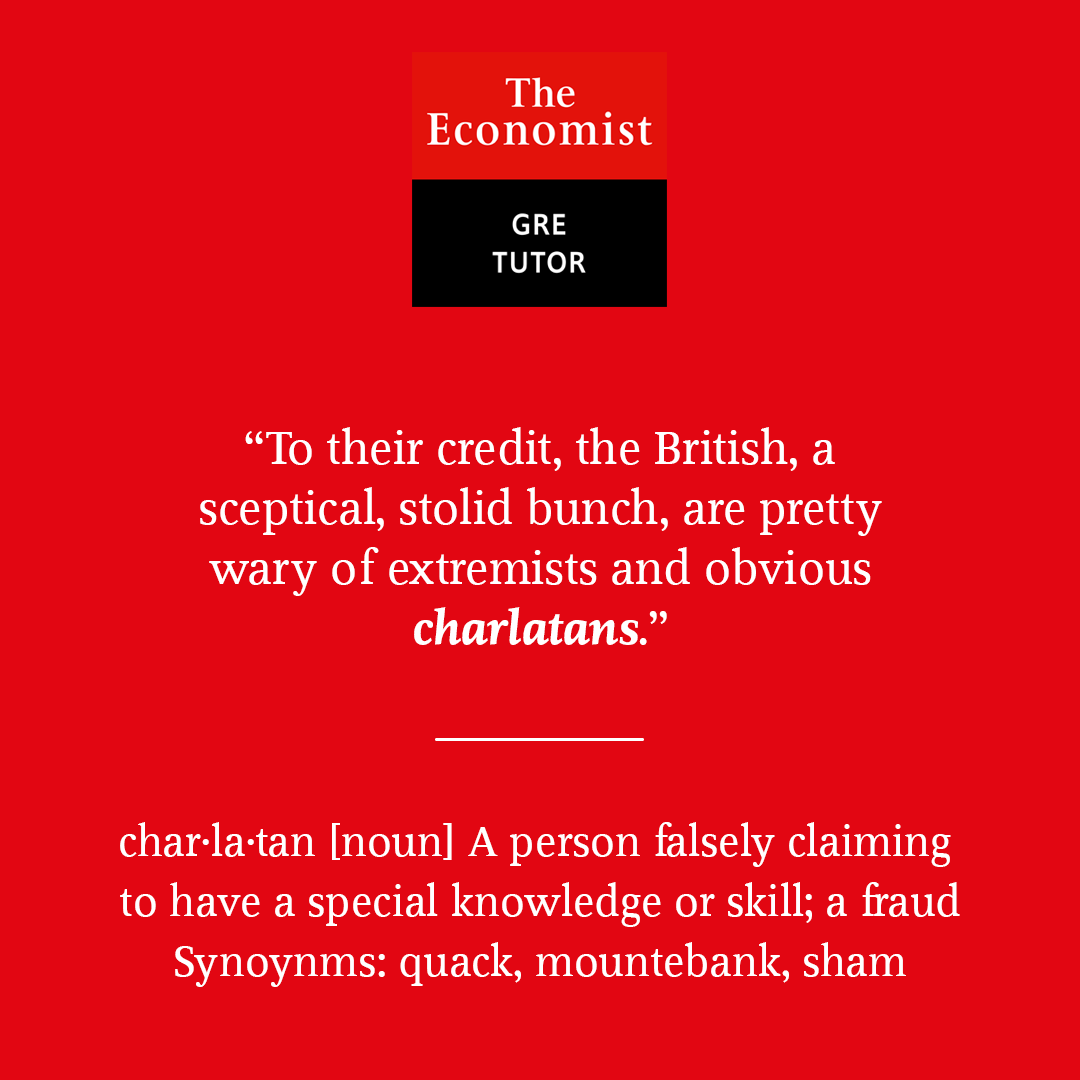 The
Economist
GRE
TUTOR
“To their credit, the British, a
sceptical, stolid bunch, are pretty
wary of extremists and obvious
charlatans.”
char·la·tan [noun] A person falsely claiming
to have a special knowledge or skill; a fraud
Synoynms: quack, mountebank, sham